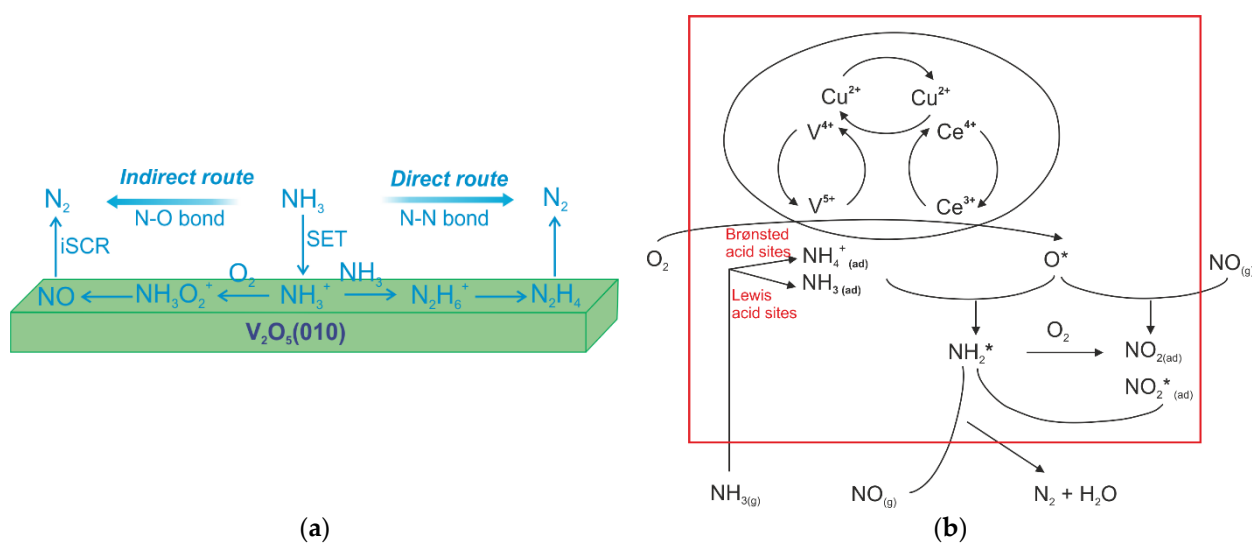 Indirect route
Direct route
N₂
NH₃
N₂
N-O bond
N-N bond
iSCR
SET
O₂
NH₃
NO
NH₃O₂⁺
NH₃⁺
N₂H₆⁺
N₂H₄
V₂O₅(010)
(a)
Cu²⁺
Cu²⁺
V⁴⁺
Ce⁴⁺
V⁵⁺
Ce³⁺
O₂
Brønsted
acid sites
NH₄⁺ (ad)
NH₃ (ad)
Lewis
acid sites
O*
NO(g)
NH₂*
O₂
NO₂(ad)
NO₂*(ad)
NH₃(g)
NO(g)
N₂ + H₂O
(b)